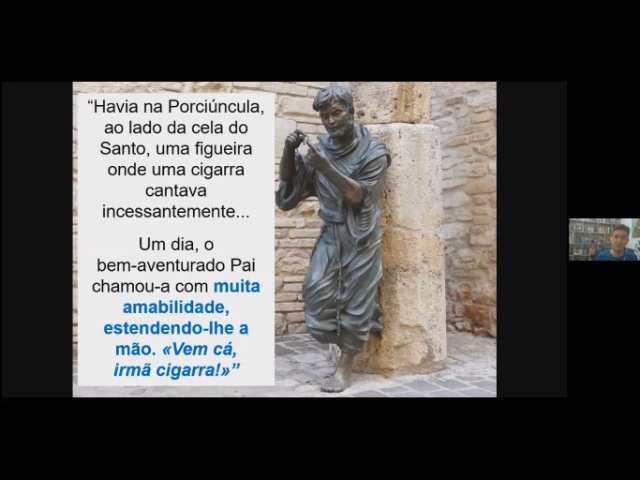 “Havia na Porciúncula,
ao lado da cela do
Santo, uma figueira
onde uma cigarra
cantava
incessantemente...
Um dia, o
bem-aventurado Pai
chamou-a com muita
amabilidade,
estendendo-lhe a
mão. «Vem cá,
irmã cigarra!»”